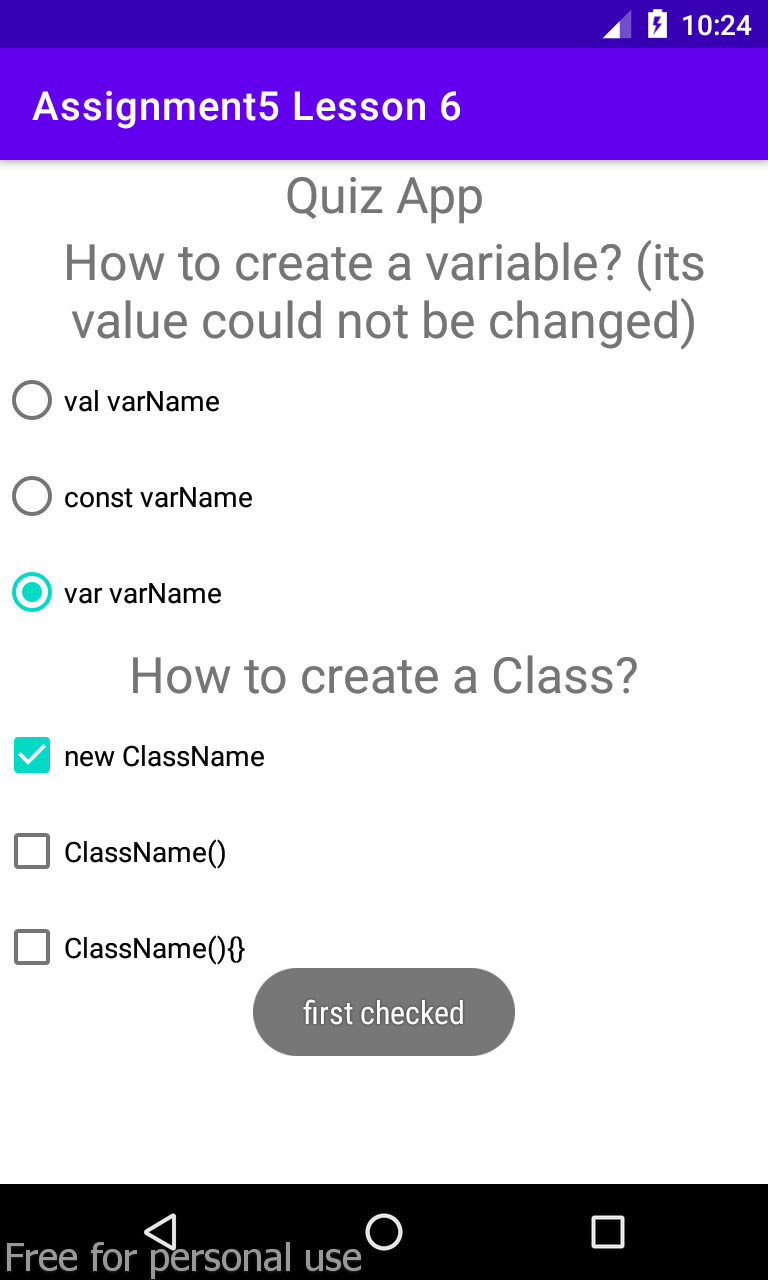 10:24
Assignment5 Lesson 6
Quiz App
How to create a variable? (its
value could not be changed)
val varName
const varName
var varName
How to create a Class?
new ClassName
ClassName()
ClassName(){}
first checked
Free for personal use